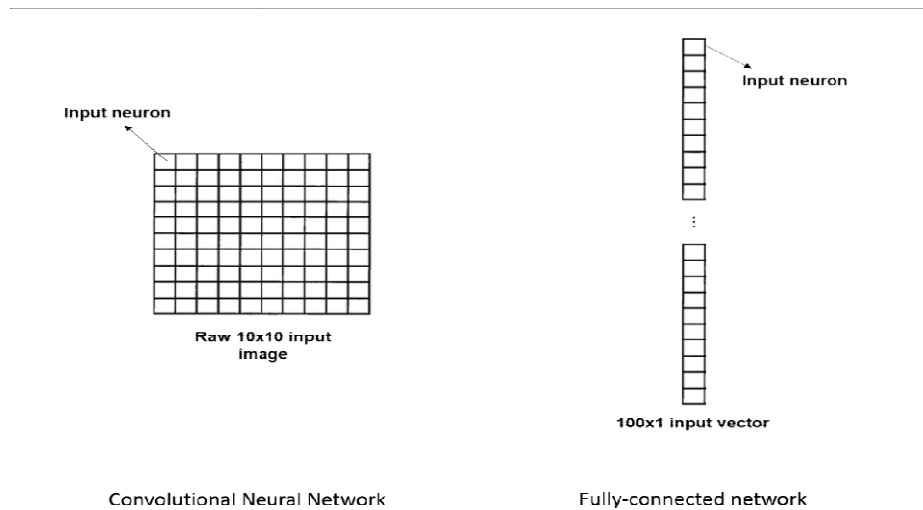 Input neuron
Raw 10x10 input
image
Input neuron
⋮
100x1 input vector
Convolutional Neural Network
Fully-connected network